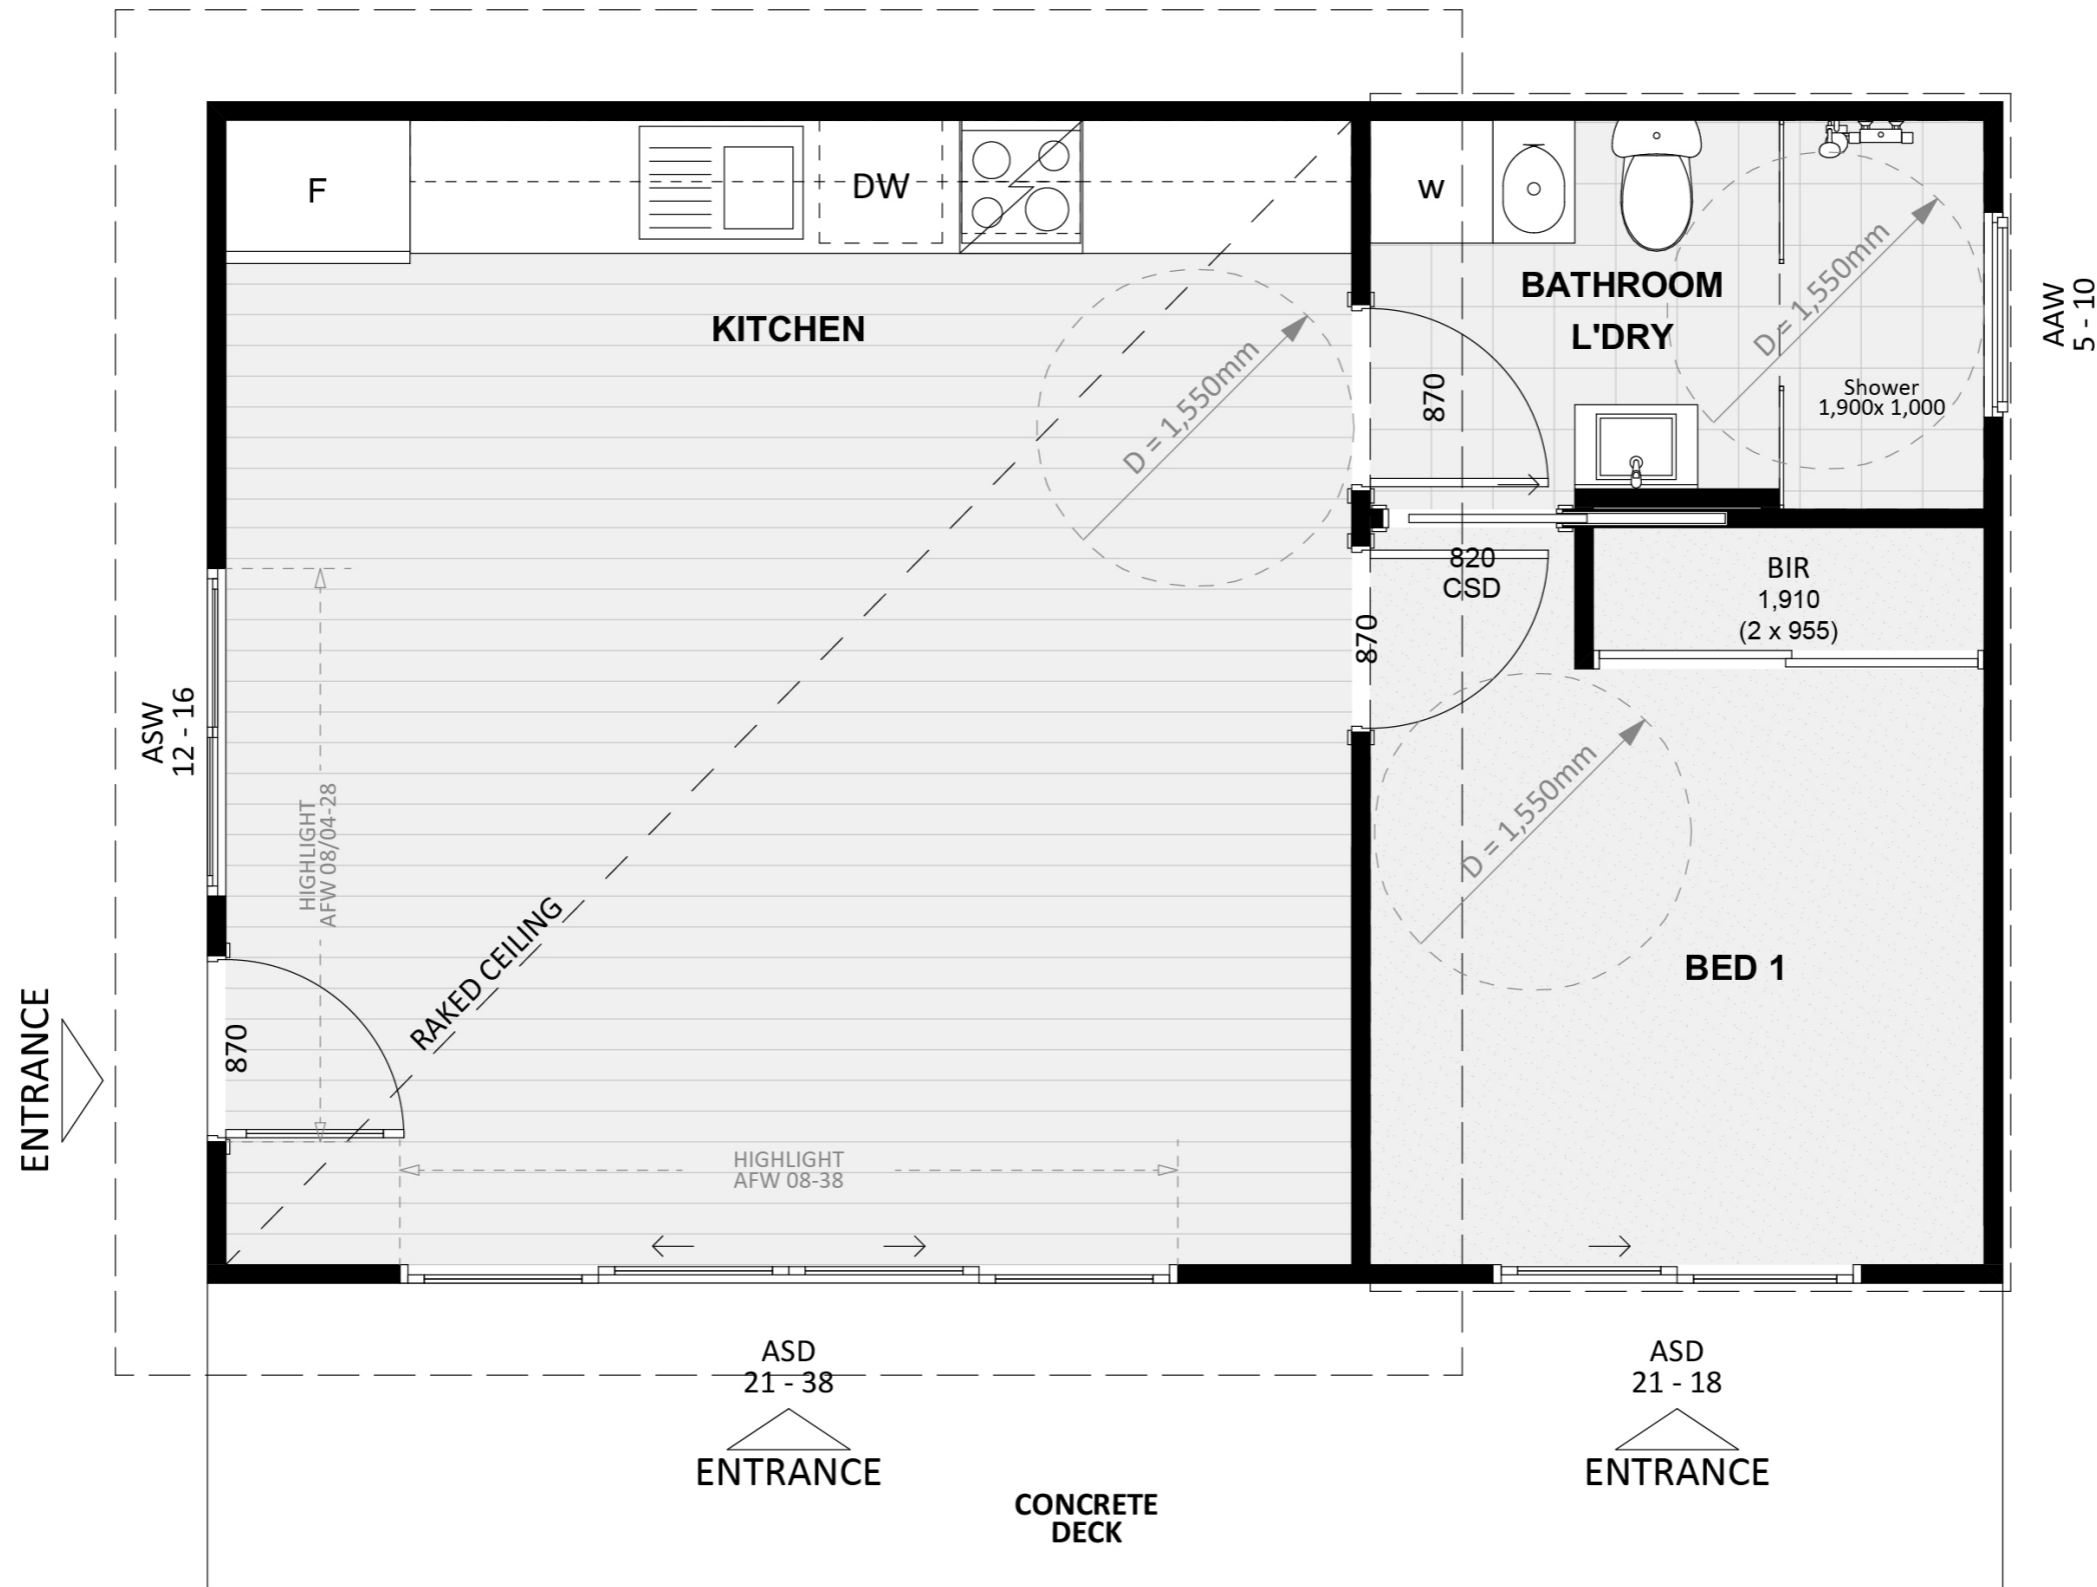 F
DW
w
KITCHEN
BATHROOM
L'DRY
D = 1,550mm
D = 1,550mm
Shower
1,900x 1,000
AAW
5 - 10
870
820
CSD
870
BIR
1,910
(2 x 955)
ASW
12 - 16
HIGHLIGHT
AFW 08/04-28
D = 1,550mm
RAKED CEILING
BED 1
ENTRANCE
870
HIGHLIGHT
AFW 08-38
ASD
21 - 38
ENTRANCE
ASD
21 - 18
ENTRANCE
CONCRETE
DECK